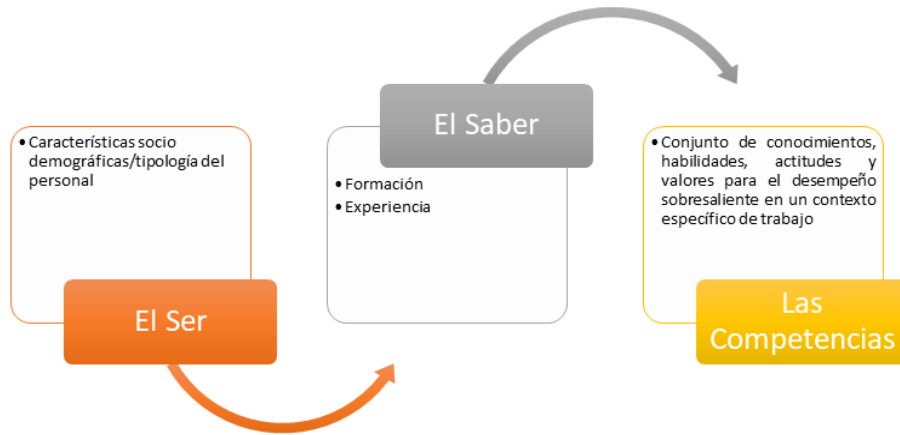 • Características socio
demográficas/tipología del
personal
El Ser
El Saber
• Formación
• Experiencia
• Conjunto de conocimientos,
habilidades, actitudes y
valores para el desempeño
sobresaliente en un contexto
específico de trabajo
Las
Competencias